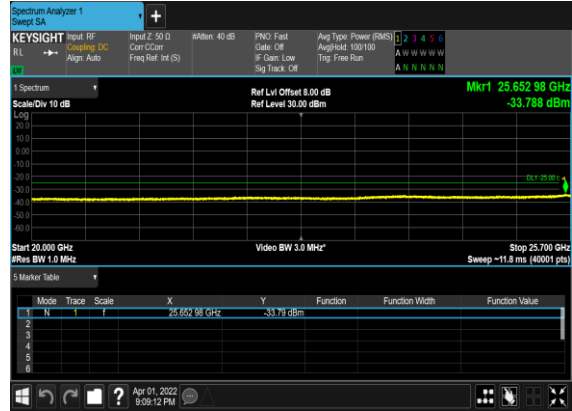 Spectrum Analyzer 1
Swept SA
+
KEYSIGHT Input: RF Input Z: 50 Ω #Atten: 40 dB PNO: Fast Avg Type: Power (RMS) 1 2 3 4 5 6
RL Coupling: DC Corr CCorr Gate: Off Avg|Hold: 100/100 A W W W W W
Align: Auto Freq Ref: Int (S) IF Gain: Low Trig: Free Run
Sig Track: Off A N N N N N
1 Spectrum Ref Lvl Offset 8.00 dB Mkr1 25.652 98 GHz
Scale/Div 10 dB Ref Level 30.00 dBm -33.788 dBm
Log
20.0
10.0
0.00
-10.0
-20.0
DL1 -25.00
-30.0
-40.0
-50.0
-60.0
Start 20.000 GHz Video BW 3.0 MHz* Stop 25.700 GHz
#Res BW 1.0 MHz Sweep ~11.8 ms (40001 pts)
5 Marker Table
Mode Trace Scale X Y Function Function Width Function Value
1 N 1 f 25.652 98 GHz -33.79 dBm
2
3
4
5
6
? Apr 01, 2022
9:09:12 PM